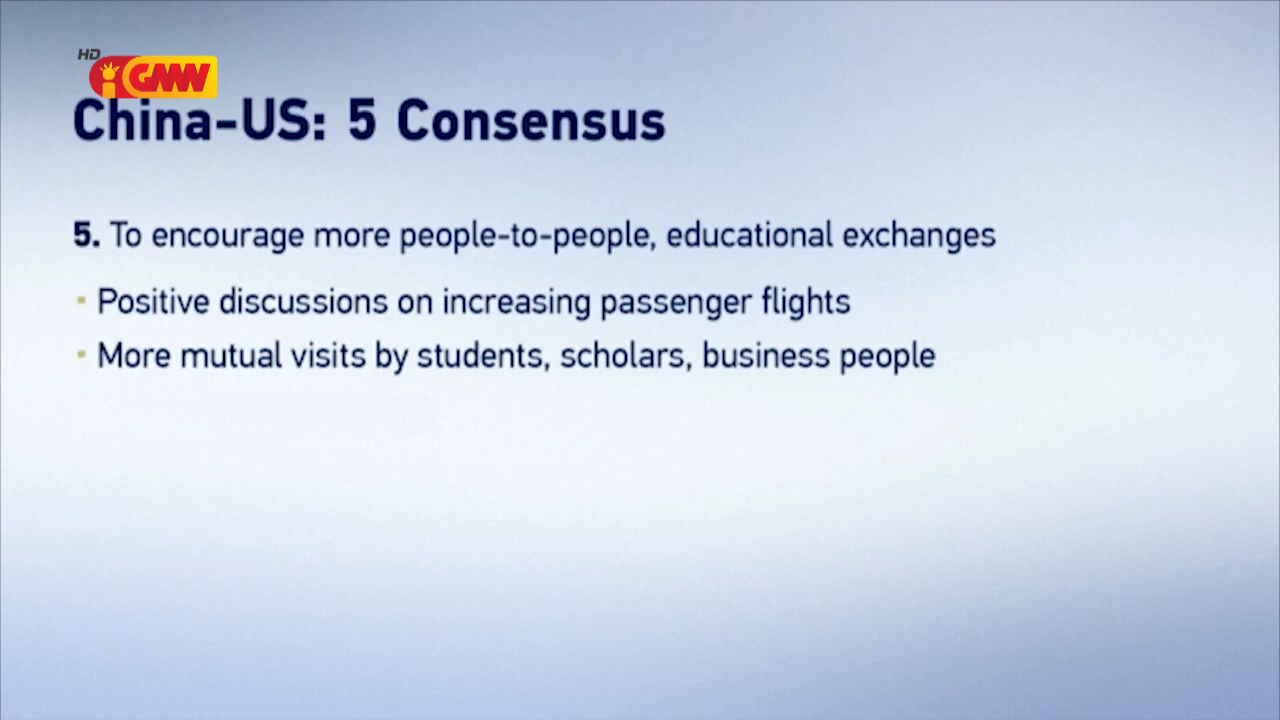 HD
iGMW
China-US: 5 Consensus
5. To encourage more people-to-people, educational exchanges
▪ Positive discussions on increasing passenger flights
▪ More mutual visits by students, scholars, business people